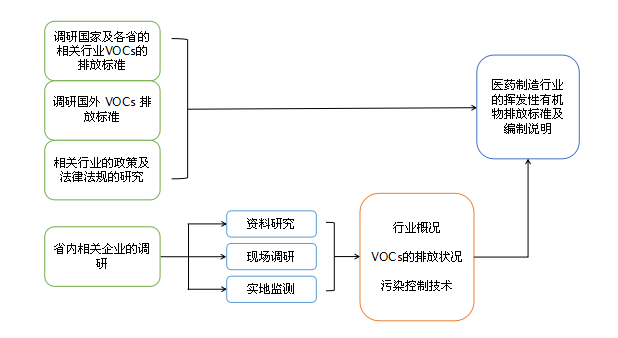 调研国家及各省的
相关行业VOCs的
排放标准
调研国外 VOCs 排
放标准
相关行业的政策及
法律法规的研究
医药制造行业
的挥发性有机
物排放标准及
编制说明
省内相关企业的调
研
资料研究
现场调研
实地监测
行业概况
VOCs的排放状况
污染控制技术